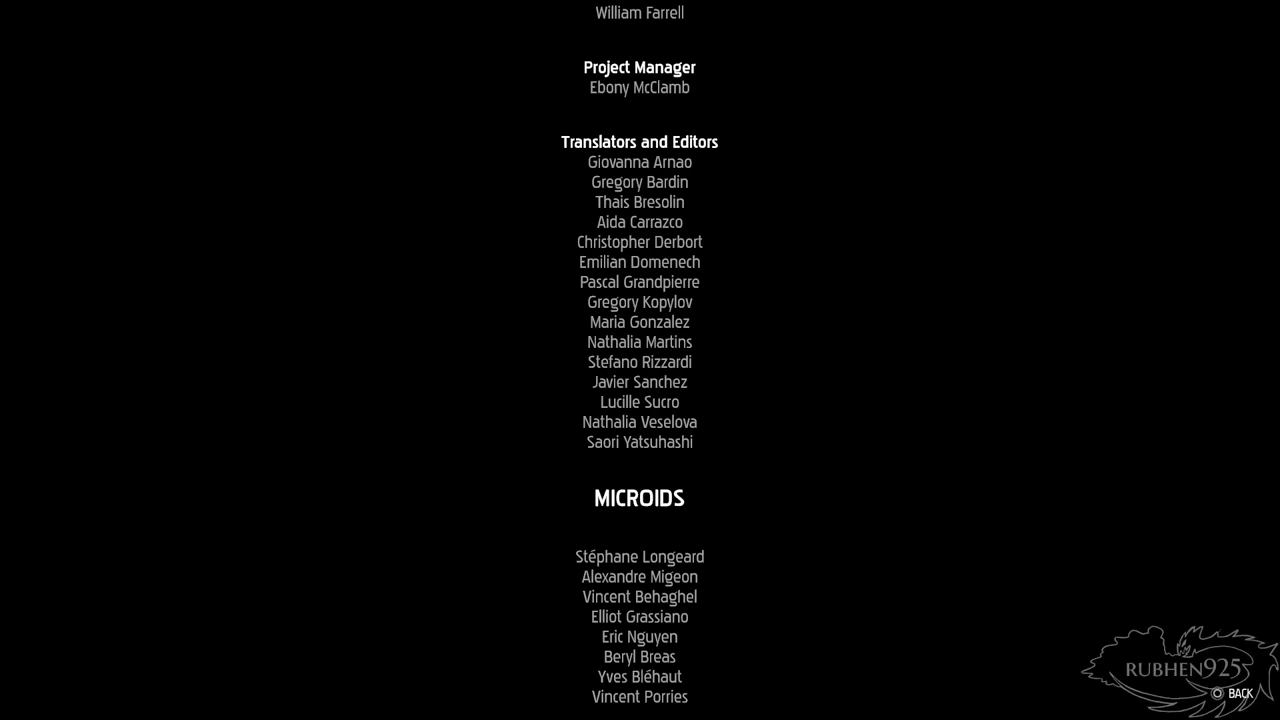 William Farrell
Project Manager
Ebony McClamb
Translators and Editors
Giovanna Arnao
Gregory Bardin
Thais Bresolin
Aida Carrazco
Christopher Derbort
Emilian Domenech
Pascal Grandpierre
Gregory Kopylov
Maria Gonzalez
Nathalia Martins
Stefano Rizzardi
Javier Sanchez
Lucille Sucro
Nathalia Veselova
Saori Yatsuhashi
MICROIDS
Stéphane Longeard
Alexandre Migeon
Vincent Behaghel
Elliot Grassiano
Eric Nguyen
Beryl Breas
Yves Bléhaut
Vincent Porries
RUBHEN925
BACK